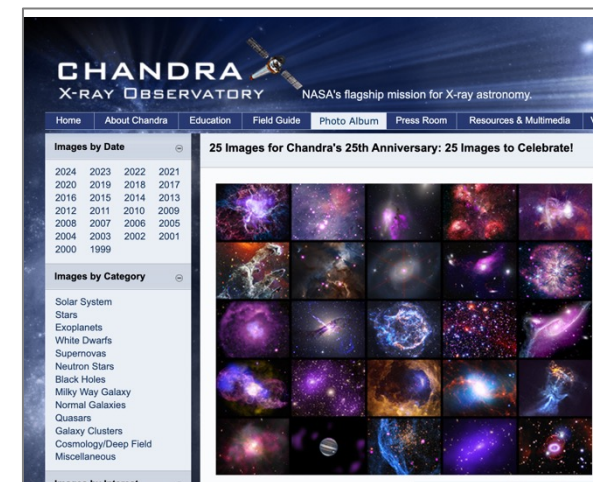 CHANDRA
X-RAY OBSERVATORY
NASA's flagship mission for X-ray astronomy.
Home About Chandra Education Field Guide Photo Album Press Room Resources & Multimedia
Images by Date
2024 2023 2022 2021
2020 2019 2018 2017
2016 2015 2014 2013
2012 2011 2010 2009
2008 2007 2006 2005
2004 2003 2002 2001
2000 1999
Images by Category
Solar System
Stars
Exoplanets
White Dwarfs
Supernovas
Neutron Stars
Black Holes
Milky Way Galaxy
Normal Galaxies
Quasars
Galaxy Clusters
Cosmology/Deep Field
Miscellaneous
Images by Interest
25 Images for Chandra's 25th Anniversary: 25 Images to Celebrate!